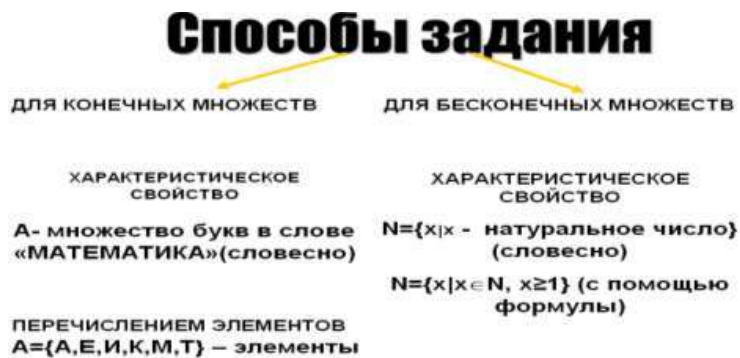 Способы задания
ДЛЯ КОНЕЧНЫХ МНОЖЕСТВ
ХАРАКТЕРИСТИЧЕСКОЕ
СВОЙСТВО
А- множество букв в слове
«МАТЕМАТИКА»(словесно)
ПЕРЕЧИСЛЕНИЕМ ЭЛЕМЕНТОВ
А={А,Е,И,К,М,Т} – элементы
ДЛЯ БЕСКОНЕЧНЫХ МНОЖЕСТВ
ХАРАКТЕРИСТИЧЕСКОЕ
СВОЙСТВО
N={x|x - натуральное число}
(словесно)
N={x|x∈N, x≥1} (с помощью
формулы)